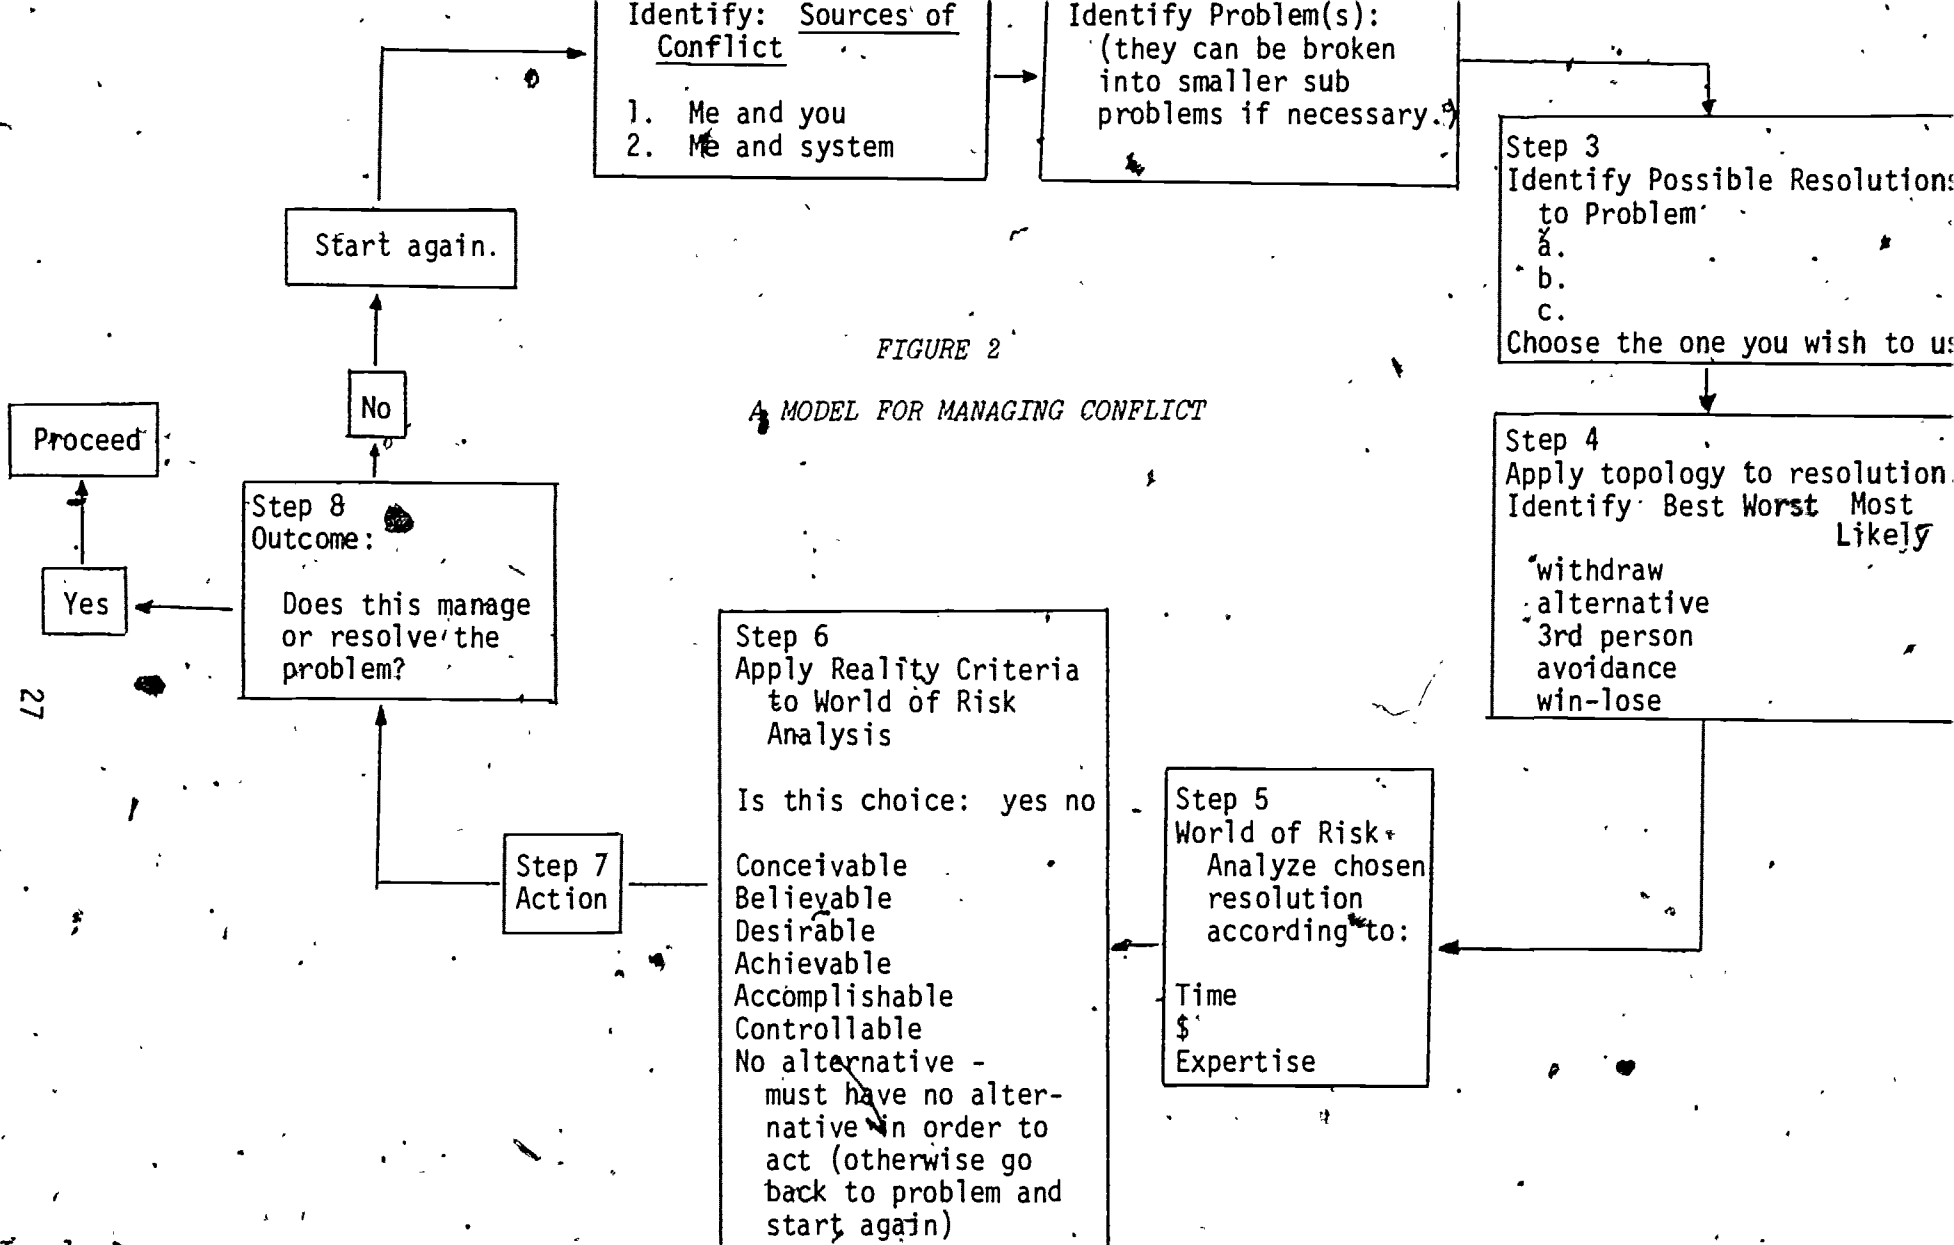 Identify: Sources of
Conflict
1. Me and you
2. Me and system
Identify Problem(s):
(they can be broken
into smaller sub
problems if necessary.)
Step 3
Identify Possible Resolutions
to Problem
a.
b.
c.
Choose the one you wish to
Start again.
FIGURE 2
A MODEL FOR MANAGING CONFLICT
No
Proceed
Step 4
Apply topology to resolution.
Identify Best Worst Most
Likely
withdraw
alternative
3rd person
avoidance
win-lose
Step 8
Outcome:
Does this manage
or resolve the
problem?
Yes
27
Step 6
Apply Reality Criteria
to World of Risk
Analysis
Is this choice: yes no
Conceivable
Believable
Desirable
Achievable
Accomplishable
Controllable
No alternative -
must have no alter-
native in order to
act (otherwise go
back to problem and
start again)
Step 5
World of Risk
Analyze chosen
resolution
according to:
Time
$
Expertise
Step 7
Action